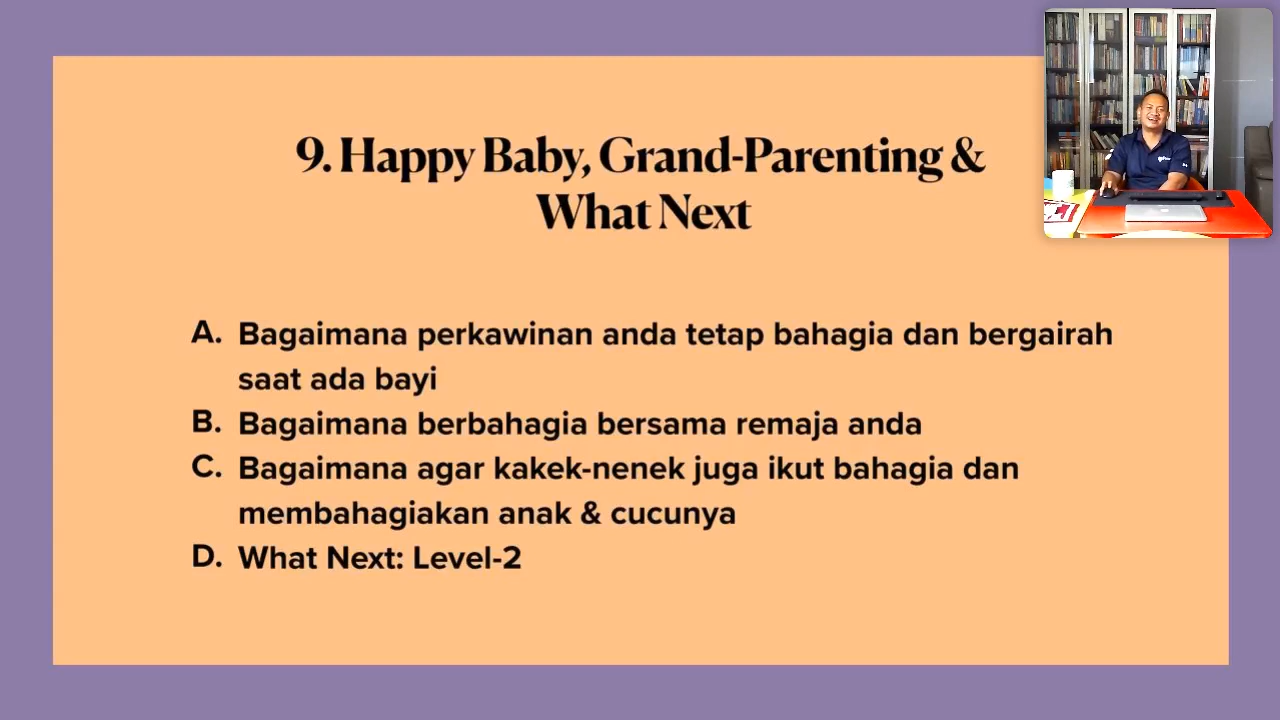 9. Happy Baby, Grand-Parenting &
What Next
A. Bagaimana perkawinan anda tetap bahagia dan bergairah
saat ada bayi
B. Bagaimana berbahagia bersama remaja anda
C. Bagaimana agar kakek-nenek juga ikut bahagia dan
membahagiakan anak & cucunya
D. What Next: Level-2